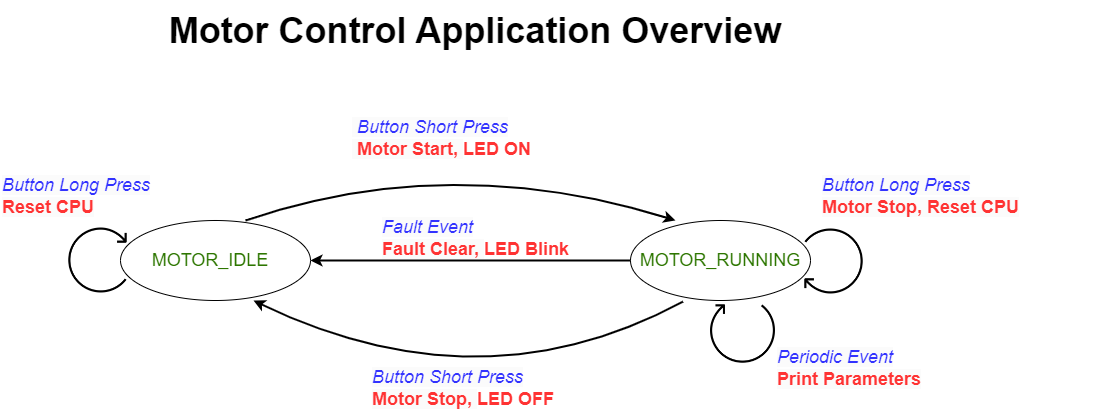 Motor Control Application Overview
Button Short Press
Motor Start, LED ON
Button Long Press
Reset CPU
Button Long Press
Motor Stop, Reset CPU
Fault Event
Fault Clear, LED Blink
MOTOR_IDLE
MOTOR_RUNNING
Periodic Event
Print Parameters
Button Short Press
Motor Stop, LED OFF